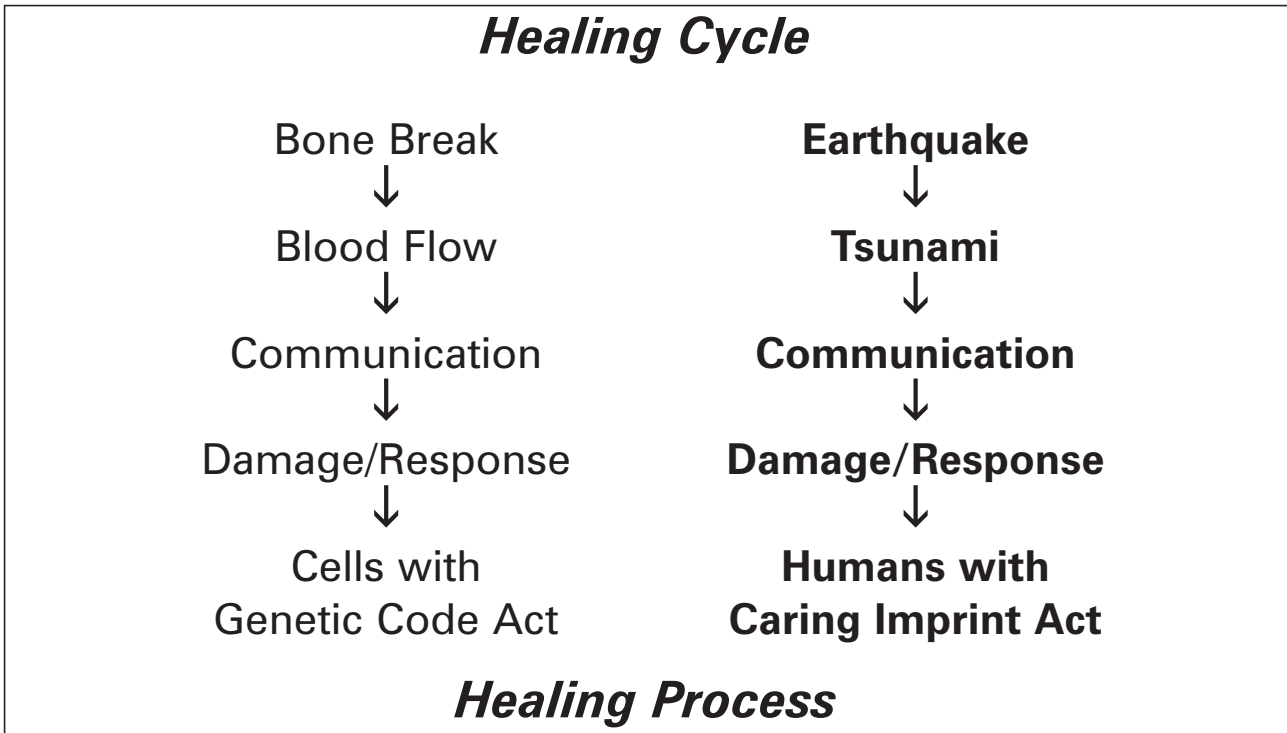 Healing Cycle
Bone Break
↓
Blood Flow
↓
Communication
↓
Damage/Response
↓
Cells with
Genetic Code Act
Earthquake
↓
Tsunami
↓
Communication
↓
Damage/Response
↓
Humans with
Caring Imprint Act
Healing Process